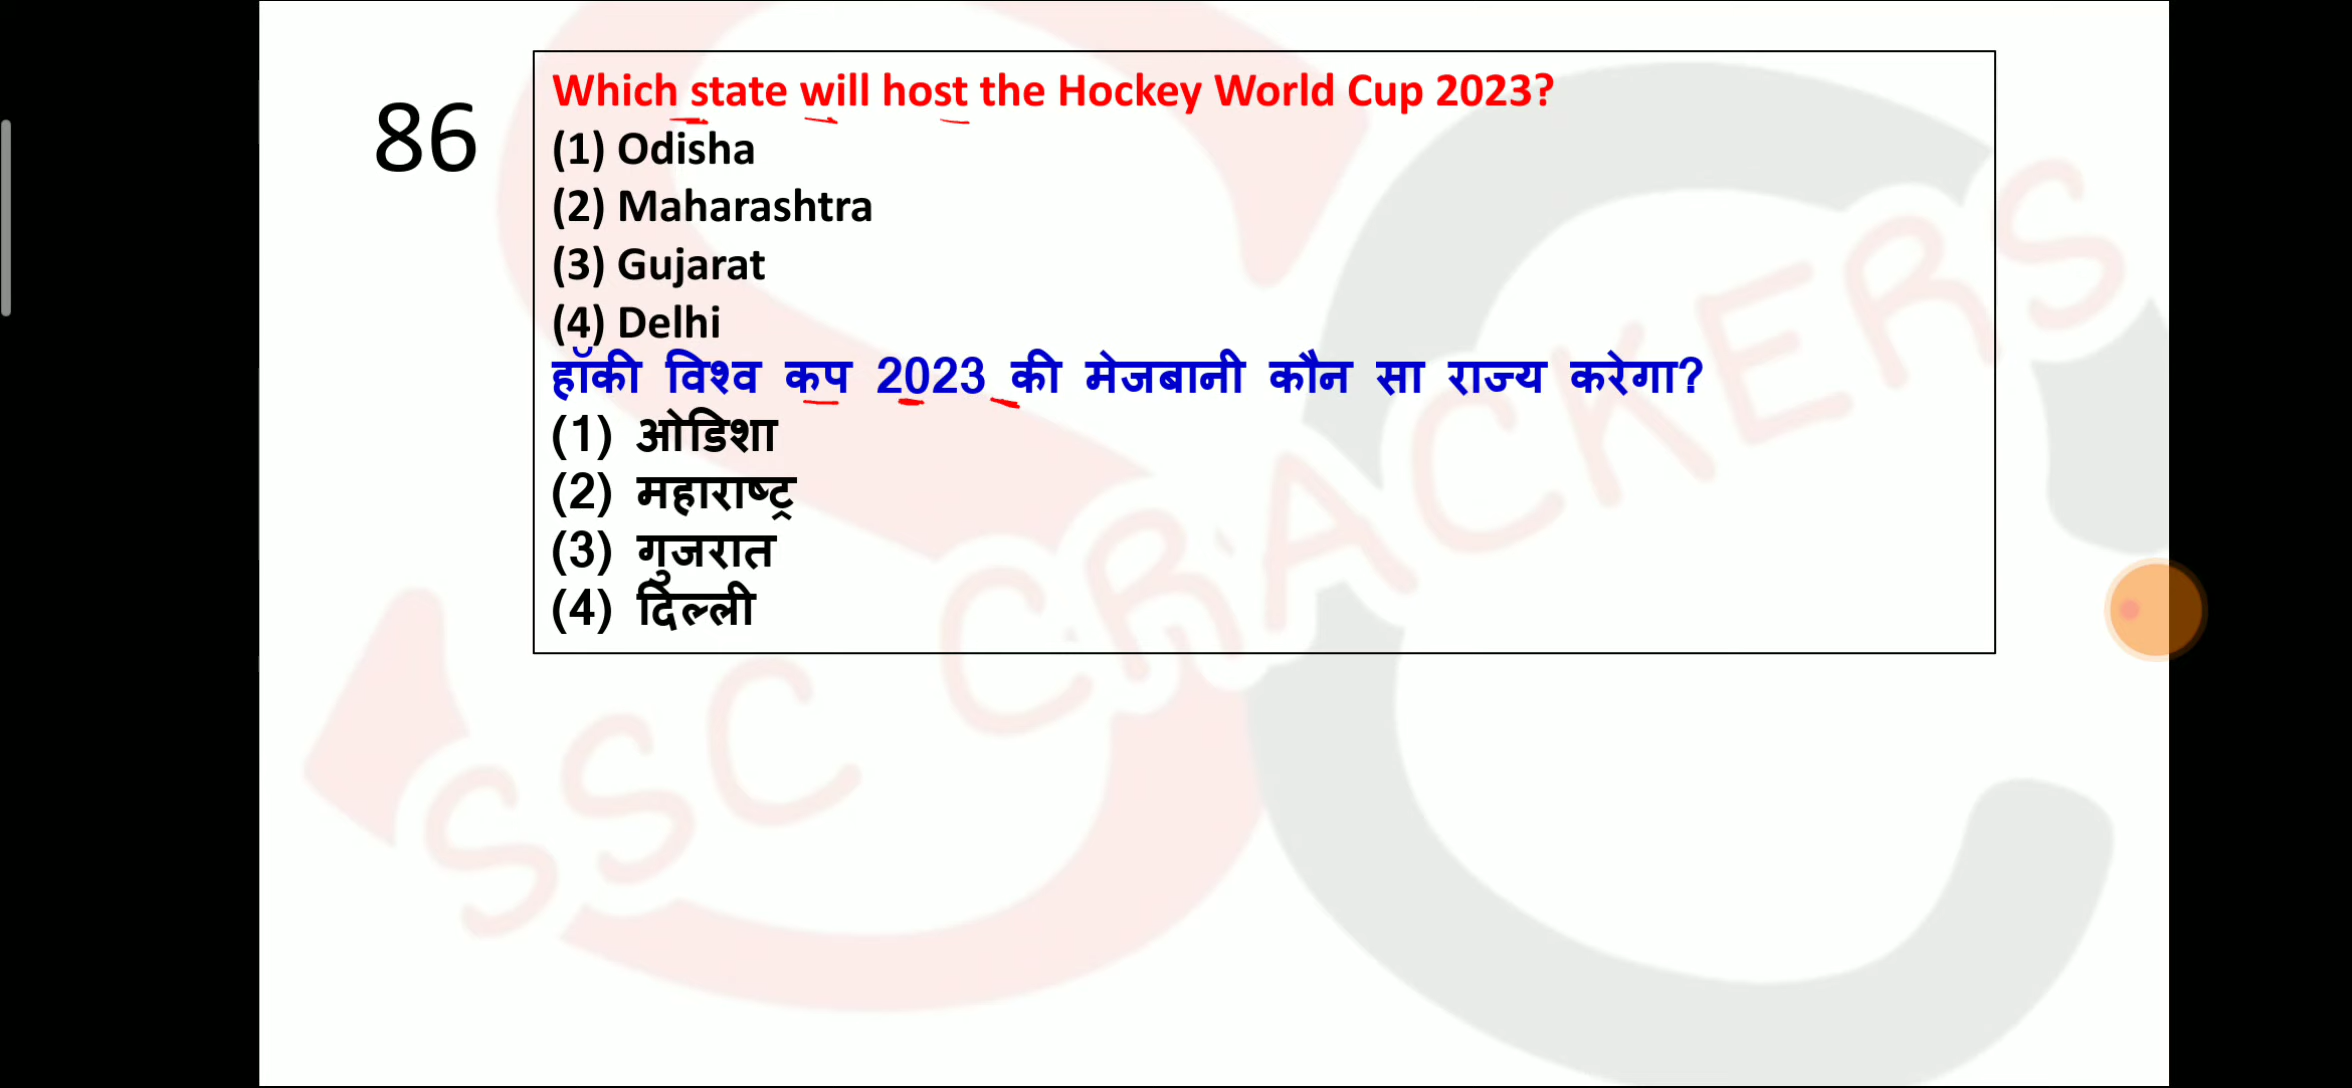 86
Which state will host the Hockey World Cup 2023?
(1) Odisha
(2) Maharashtra
(3) Gujarat
(4) Delhi
हॉकी विश्व कप 2023 की मेजबानी कौन सा राज्य करेगा?
(1) ओडिशा
(2) महाराष्ट्र
(3) गुजरात
(4) दिल्ली
SSC CRACKERS